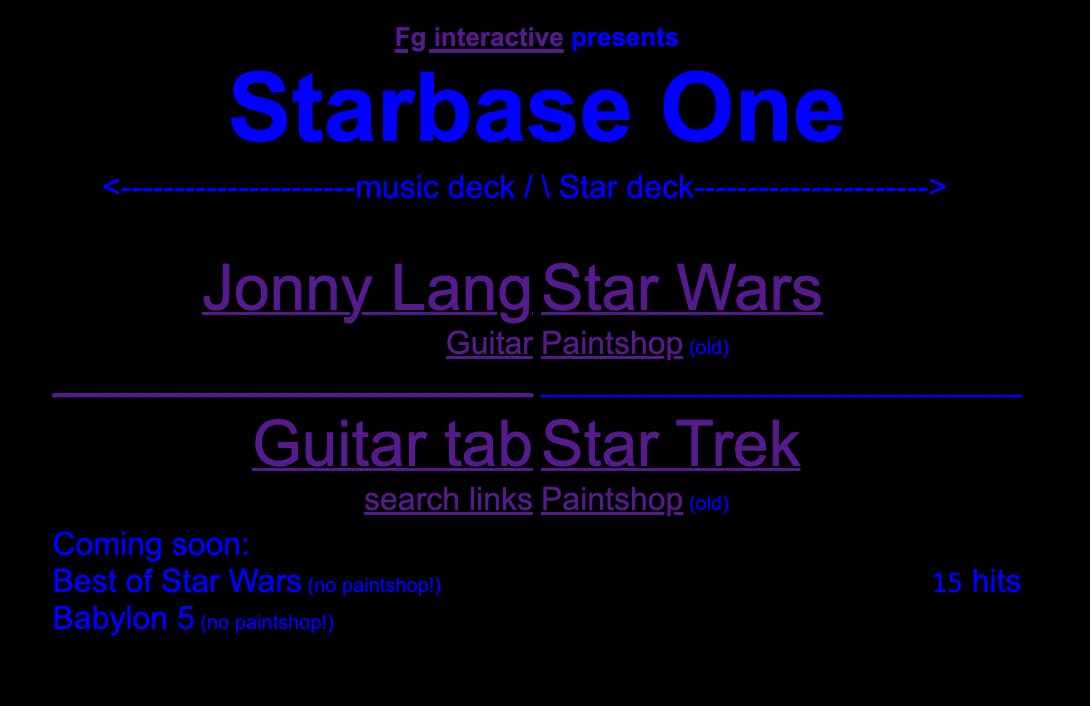 Fg interactive presents
Starbase One
<----------------------music deck / \ Star deck---------------------->
Jonny Lang Star Wars
Guitar Paintshop (old)
Guitar tab Star Trek
search links Paintshop (old)
Coming soon:
Best of Star Wars (no paintshop!) 15 hits
Babylon 5 (no paintshop!)